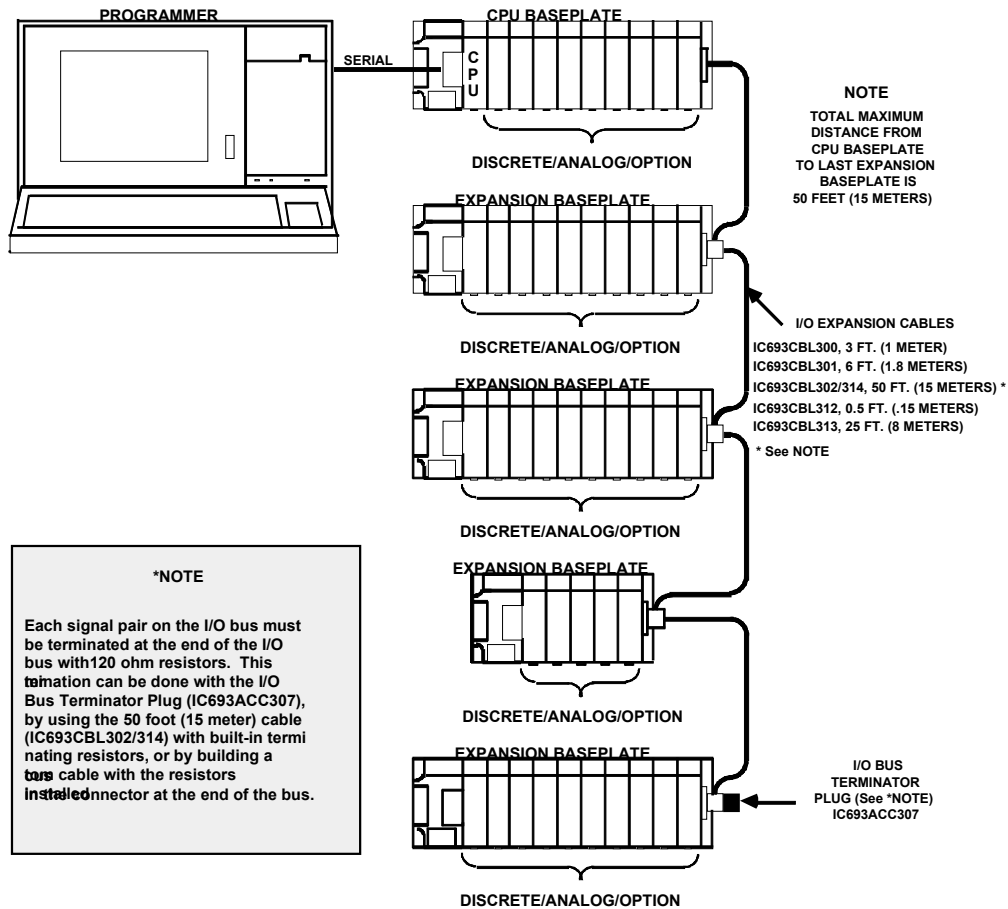 PROGRAMMER
SERIAL
CPU BASEPLATE
C
P
U
DISCRETE/ANALOG/OPTION
NOTE
TOTAL MAXIMUM
DISTANCE FROM
CPU BASEPLATE
TO LAST EXPANSION
BASEPLATE IS
50 FEET (15 METERS)
EXPANSION BASEPLATE
DISCRETE/ANALOG/OPTION
I/O EXPANSION CABLES
IC693CBL300, 3 FT. (1 METER)
IC693CBL301, 6 FT. (1.8 METERS)
IC693CBL302/314, 50 FT. (15 METERS) *
IC693CBL312, 0.5 FT. (.15 METERS)
IC693CBL313, 25 FT. (8 METERS)
* See NOTE
EXPANSION BASEPLATE
DISCRETE/ANALOG/OPTION
EXPANSION BASEPLATE
DISCRETE/ANALOG/OPTION
EXPANSION BASEPLATE
DISCRETE/ANALOG/OPTION
I/O BUS
TERMINATOR
PLUG (See *NOTE)
IC693ACC307
*NOTE
Each signal pair on the I/O bus must
be terminated at the end of the I/O
bus with120 ohm resistors. This
mination can be done with the I/O
Bus Terminator Plug (IC693ACC307),
by using the 50 foot (15 meter) cable
(IC693CBL302/314) with built-in termi
nating resistors, or by building a
tom cable with the resistors
in the connector at the end of the bus.